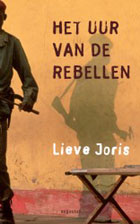 HET UUR
VAN DE
REBELLEN
Lieve Joris